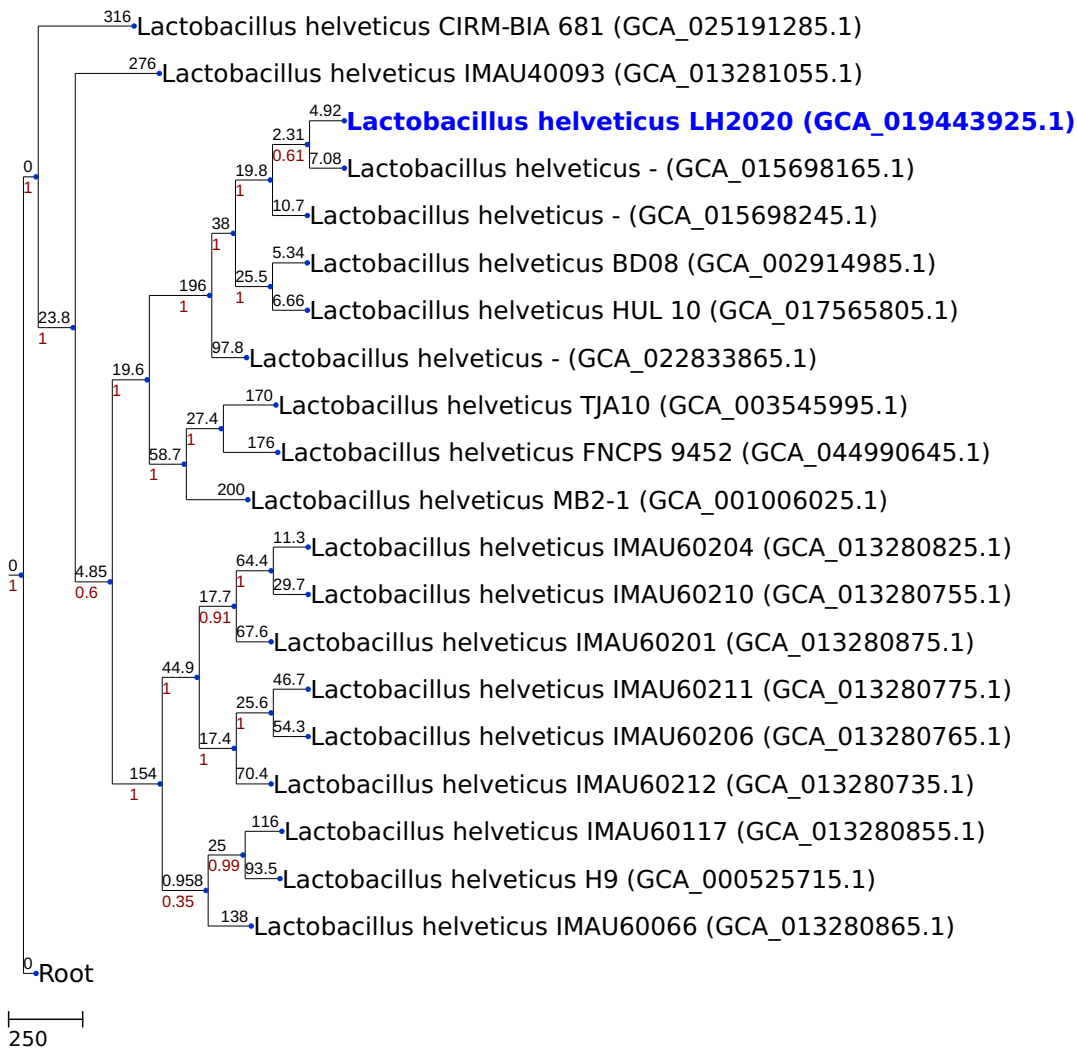 316 Lactobacillus helveticus CIRM-BIA 681 (GCA_025191285.1)
276 Lactobacillus helveticus IMAU40093 (GCA_013281055.1)
4.92 Lactobacillus helveticus LH2020 (GCA_019443925.1)
2.31
0.61
7.08 Lactobacillus helveticus - (GCA_015698165.1)
0
1
19.8
1
10.7 Lactobacillus helveticus - (GCA_015698245.1)
38
1
5.34 Lactobacillus helveticus BD08 (GCA_002914985.1)
25.5
1
196
1
6.66 Lactobacillus helveticus HUL 10 (GCA_017565805.1)
23.8
1
97.8 Lactobacillus helveticus - (GCA_022833865.1)
19.6
1
170 Lactobacillus helveticus TJA10 (GCA_003545995.1)
27.4
1
176 Lactobacillus helveticus FNCPS 9452 (GCA_044990645.1)
58.7
1
200 Lactobacillus helveticus MB2-1 (GCA_001006025.1)
11.3 Lactobacillus helveticus IMAU60204 (GCA_013280825.1)
64.4
1
0
1
4.85
0.6
29.7 Lactobacillus helveticus IMAU60210 (GCA_013280755.1)
17.7
0.91
67.6 Lactobacillus helveticus IMAU60201 (GCA_013280875.1)
44.9
1
46.7 Lactobacillus helveticus IMAU60211 (GCA_013280775.1)
25.6
1
54.3 Lactobacillus helveticus IMAU60206 (GCA_013280765.1)
17.4
1
154
1
70.4 Lactobacillus helveticus IMAU60212 (GCA_013280735.1)
116 Lactobacillus helveticus IMAU60117 (GCA_013280855.1)
25
0.99
93.5 Lactobacillus helveticus H9 (GCA_000525715.1)
0.958
0.35
138 Lactobacillus helveticus IMAU60066 (GCA_013280865.1)
0 Root
250